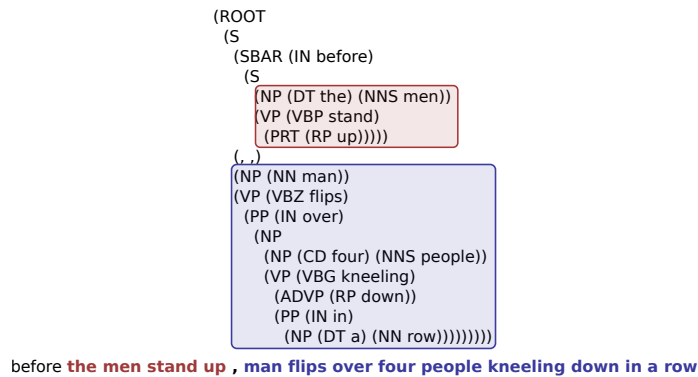 (ROOT
(S
(SBAR (IN before)
(S
(NP (DT the) (NNS men))
(VP (VBP stand)
(PRT (RP up)))))
(, ,)
(NP (NN man))
(VP (VBZ flips)
(PP (IN over)
(NP
(NP (CD four) (NNS people))
(VP (VBG kneeling)
(ADVP (RP down))
(PP (IN in)
(NP (DT a) (NN row)))))))))
before the men stand up , man flips over four people kneeling down in a row